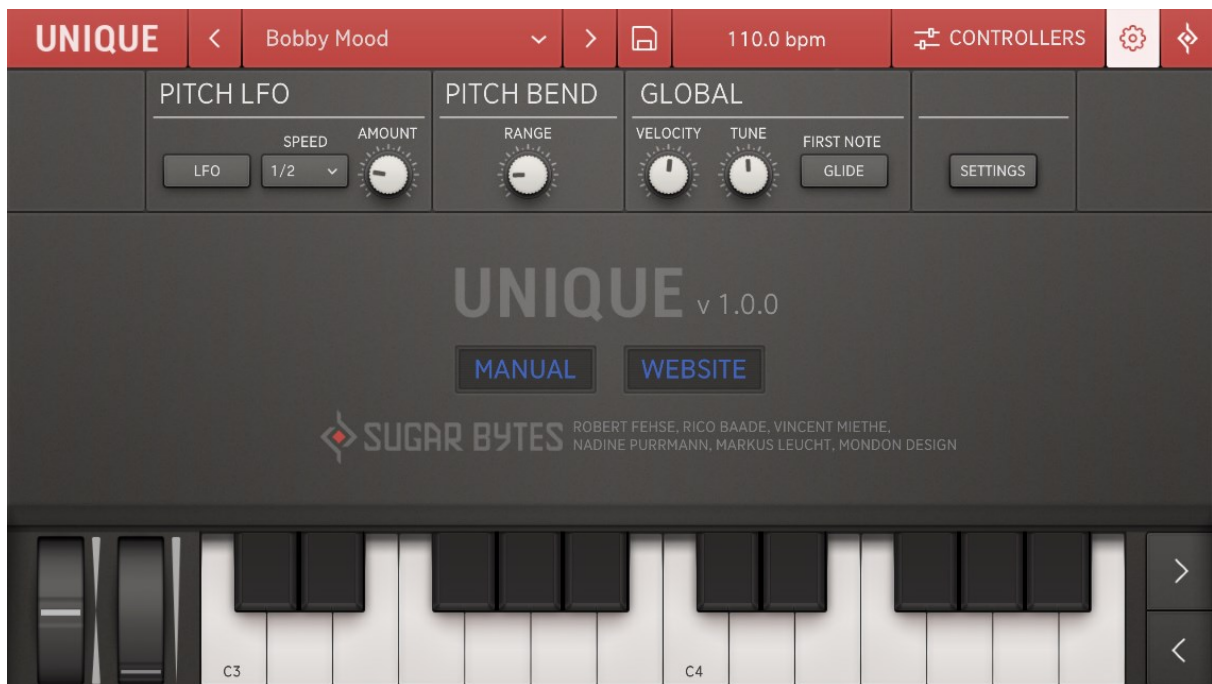 UNIQUE
Bobby Mood
110.0 bpm
CONTROLLERS
PITCH LFO
PITCH BEND
GLOBAL
SPEED
AMOUNT
RANGE
VELOCITY
TUNE
FIRST NOTE
LFO
1/2
GLIDE
SETTINGS
UNIQUE v 1.0.0
MANUAL
WEBSITE
SUGAR BYTES
ROBERT FEHSE, RICO BAADE, VINCENT MIETHE,
NADINE PURRMANN, MARKUS LEUCHT, MONDON DESIGN
C3
C4